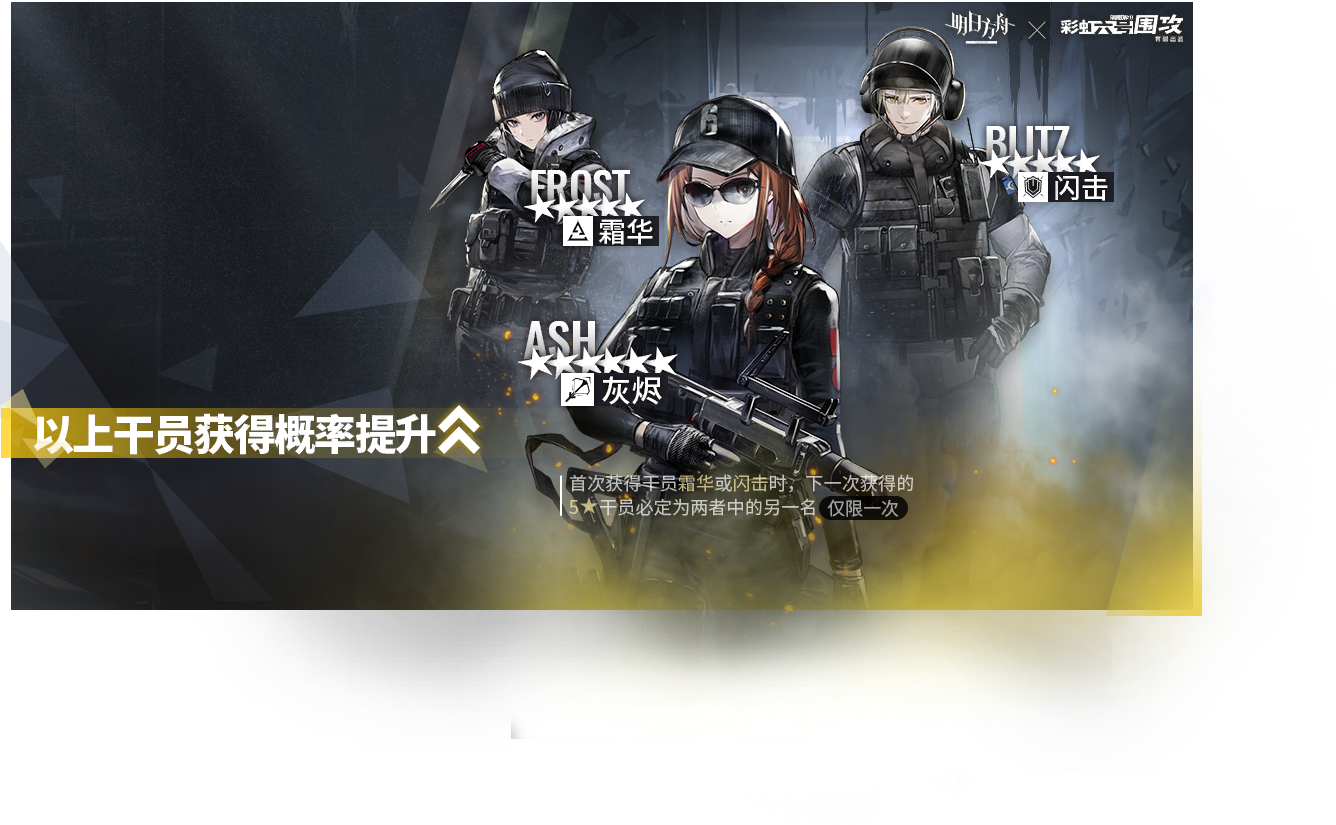 明日方舟
彩虹六号围攻
BLITZ
★★★★★
闪击
FROST
★★★★★
霜华
6
ASH
★★★★★★
灰烬
以上干员获得概率提升
首次获得干员霜华或闪击时，下一次获得的
5★干员必定为两者中的另一名 仅限一次